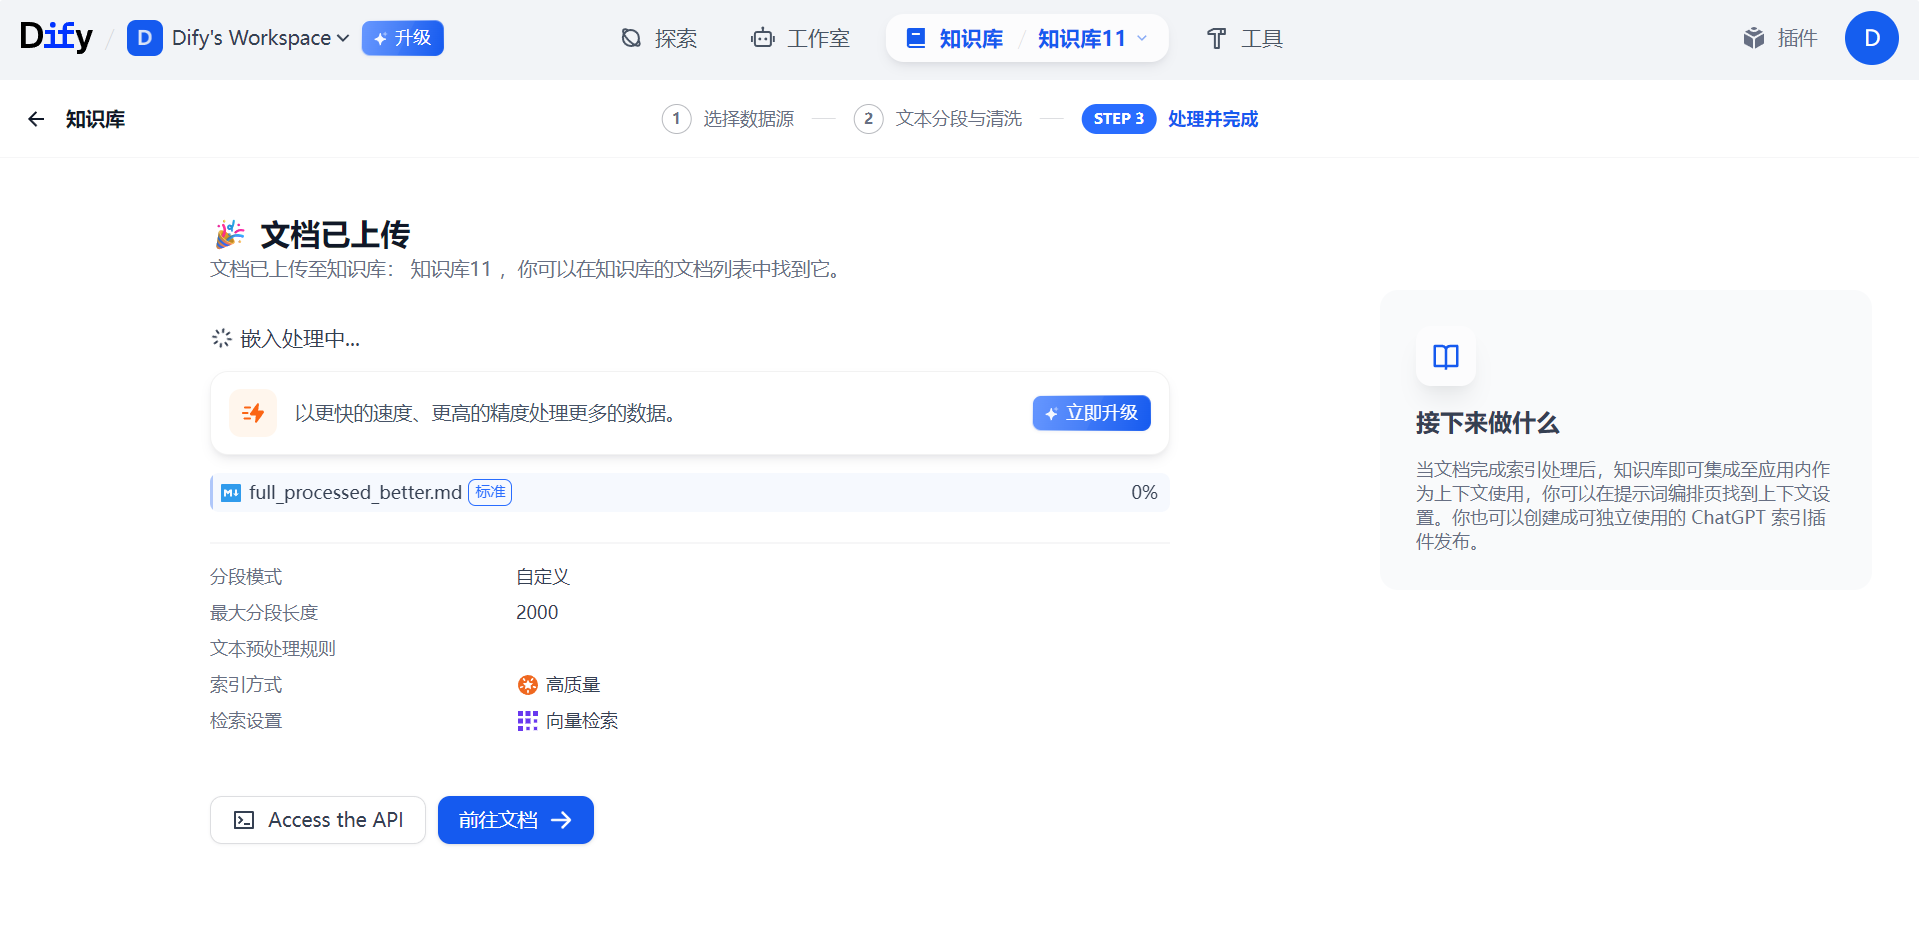 Dify / D Dify's Workspace 升级 探索 工作室 知识库 / 知识库11 工具 插件 D
知识库 1 选择数据源 2 文本分段与清洗 STEP 3 处理并完成
🎉 文档已上传
文档已上传至知识库： 知识库11 ，你可以在知识库的文档列表中找到它。
嵌入处理中...
以更快的速度、更高的精度处理更多的数据。 立即升级
M↓ full_processed_better.md 标准 0%
分段模式 自定义
最大分段长度 2000
文本预处理规则
索引方式 高质量
检索设置 向量检索
Access the API 前往文档 →
接下来做什么
当文档完成索引处理后，知识库即可集成至应用内作
为上下文使用，你可以在提示词编排页找到上下文设
置。你也可以创建成可独立使用的 ChatGPT 索引插
件发布。